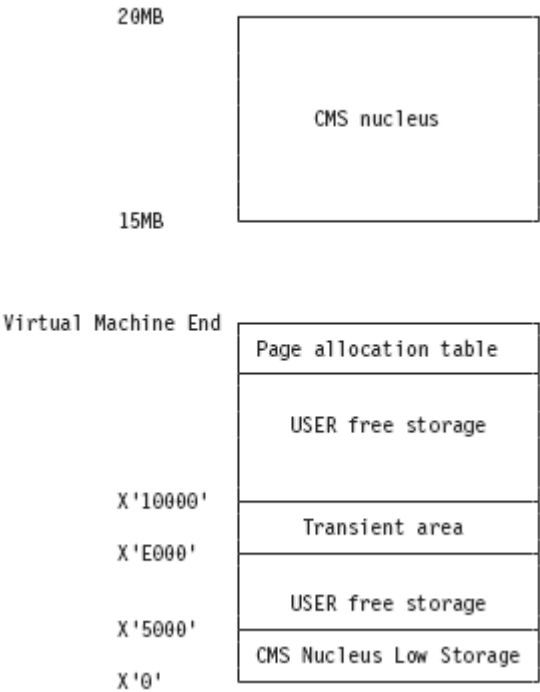 20MB
CMS nucleus
15MB
Virtual Machine End
Page allocation table
USER free storage
X'10000'
Transient area
X'E000'
USER free storage
X'5000'
CMS Nucleus Low Storage
X'0'